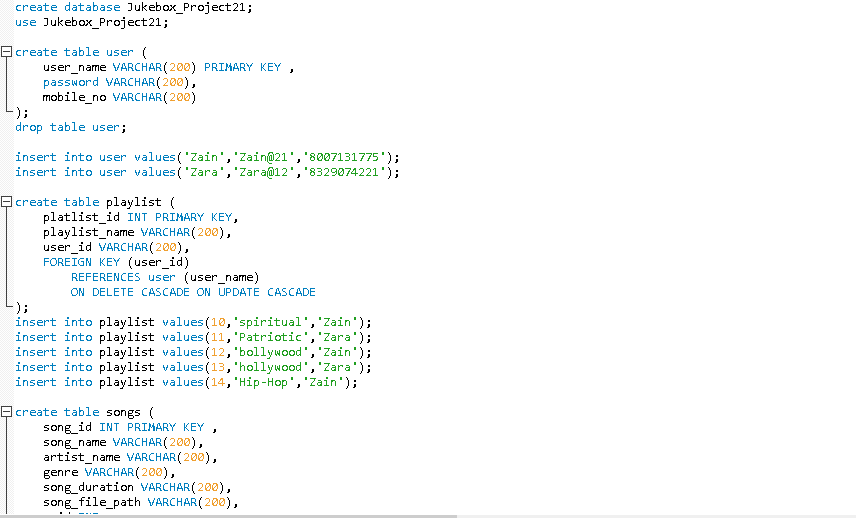 create database Jukebox_Project21;
use Jukebox_Project21;
create table user (
user_name VARCHAR(200) PRIMARY KEY ,
password VARCHAR(200),
mobile_no VARCHAR(200)
);
drop table user;
insert into user values('Zain','Zain@21','8007131775');
insert into user values('Zara','Zara@12','8329074221');
create table playlist (
platlist_id INT PRIMARY KEY,
playlist_name VARCHAR(200),
user_id VARCHAR(200),
FOREIGN KEY (user_id)
REFERENCES user (user_name)
ON DELETE CASCADE ON UPDATE CASCADE
);
insert into playlist values(10,'spiritual','Zain');
insert into playlist values(11,'Patriotic','Zara');
insert into playlist values(12,'bollywood','Zain');
insert into playlist values(13,'hollywood','Zara');
insert into playlist values(14,'Hip-Hop','Zain');
create table songs (
song_id INT PRIMARY KEY ,
song_name VARCHAR(200),
artist_name VARCHAR(200),
genre VARCHAR(200),
song_duration VARCHAR(200),
song_file_path VARCHAR(200),